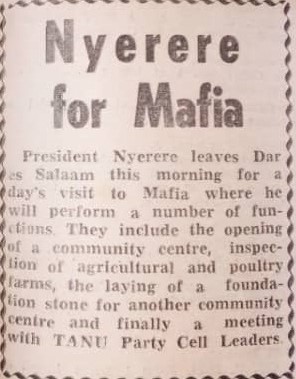 Nyerere
for Mafia
President Nyerere leaves Dar
es Salaam this morning for a
day's visit to Mafia where he
will perform a number of fun-
ctions. They include the opening
of a community centre, inspec-
tion of agricultural and poultry
farms, the laying of a founda-
tion stone for another community
centre and finally a meeting
with TANU Party Cell Leaders.